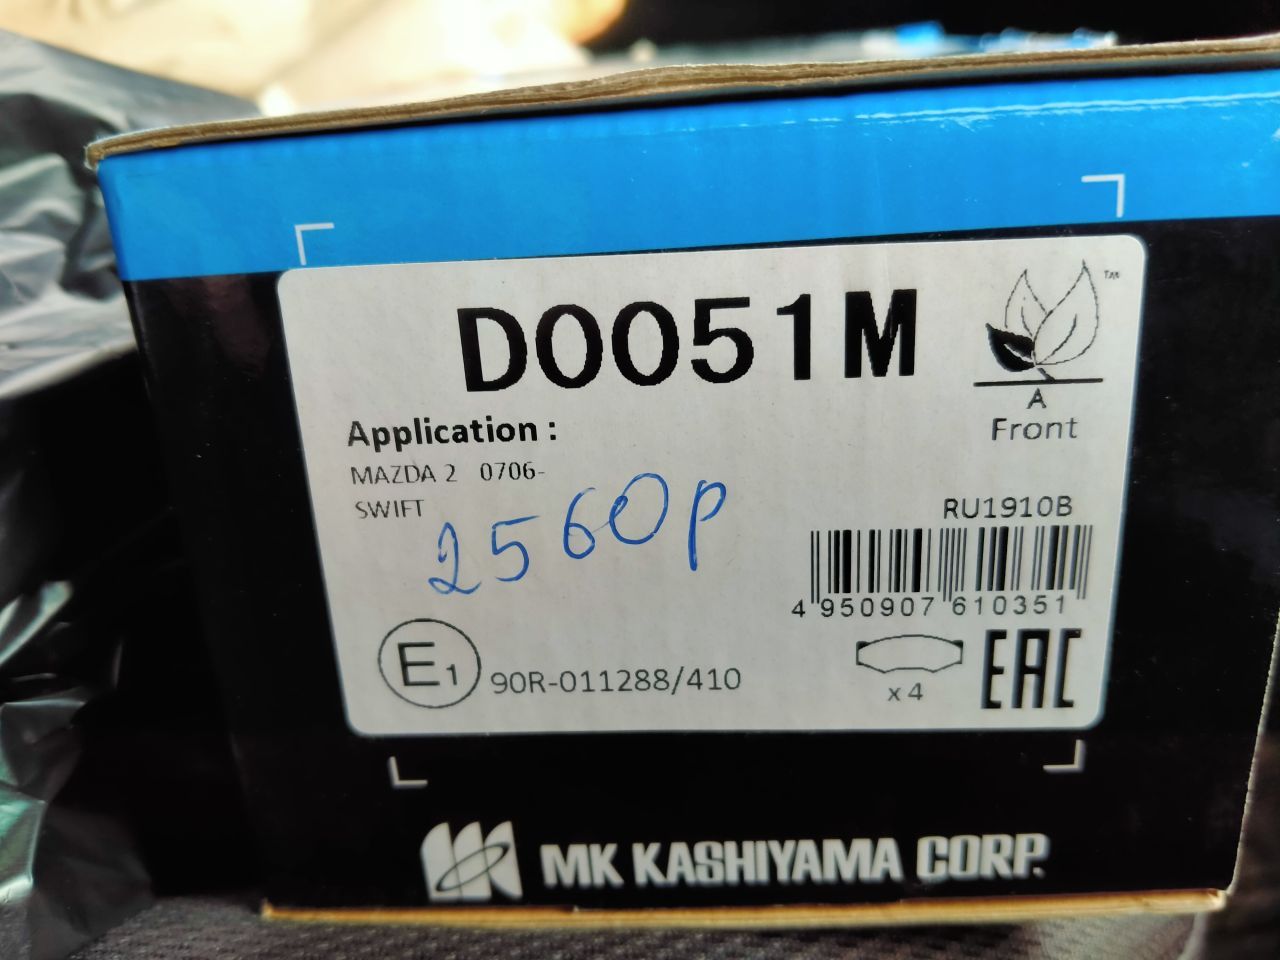 D0051M
TM
A
Front
Application :
MAZDA 2 0706-
SWIFT
2560р
RU1910B
4 950907 610351
E1 90R-011288/410
x 4
EAC
MK KASHIYAMA CORP.